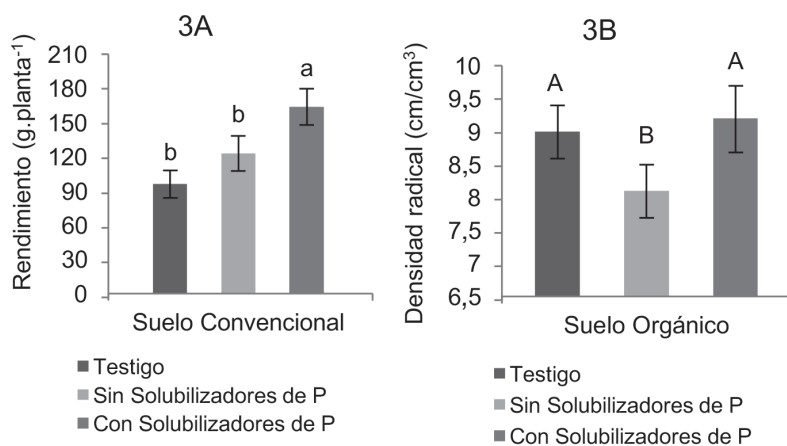 3A
Rendimiento (g.planta-1)
210
180
150
120
90
60
30
0
b
b
a
Suelo Convencional
Testigo
Sin Solubilizadores de P
Con Solubilizadores de P
3B
Densidad radical (cm/cm³)
10
9,5
9
8,5
8
7,5
7
6,5
A
B
A
Suelo Orgánico
Testigo
Sin Solubilizadores de P
Con Solubilizadores de P